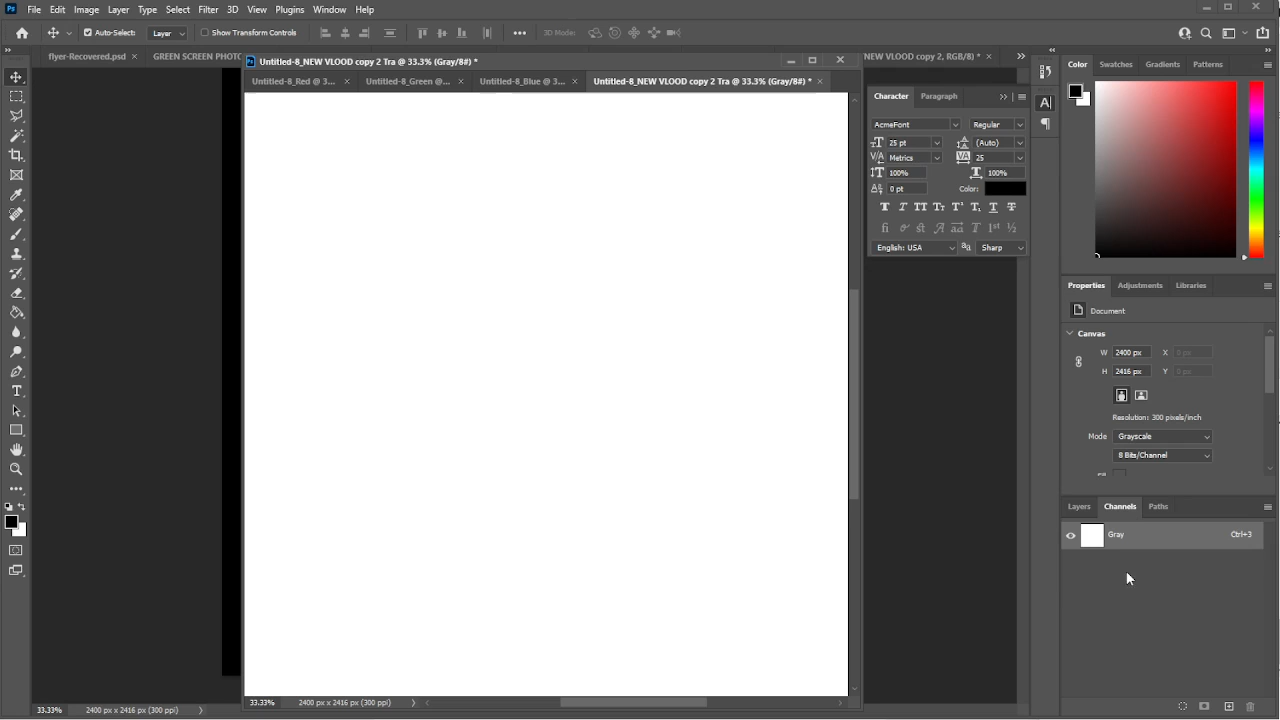 Ps File Edit Image Layer Type Select Filter 3D View Plugins Window Help
Auto-Select: Layer Show Transform Controls 3D Mode:
flyer-Recovered.psd × GREEN SCREEN PHOTO
Untitled-8_NEW VLOOD copy 2 Tra @ 33.3% (Gray/8#) *
NEW VLOOD copy 2, RGB/8) * ×
Untitled-8_Red @ 3... × Untitled-8_Green @... × Untitled-8_Blue @ 3... × Untitled-8_NEW VLOOD copy 2 Tra @ 33.3% (Gray/8#) * ×
Character Paragraph
AcmeFont Regular
25 pt (Auto)
Metrics 25
100% 100%
0 pt Color:
English: USA Sharp
Color Swatches Gradients Patterns
Properties Adjustments Libraries
Document
Canvas
W 2400 px X 0 px
H 2416 px Y 0 px
Resolution: 300 pixels/inch
Mode Grayscale
8 Bits/Channel
Layers Channels Paths
Gray Ctrl+3
33.33% 2400 px x 2416 px (300 ppi)
33.33% 2400 px x 2416 px (300 ppi)